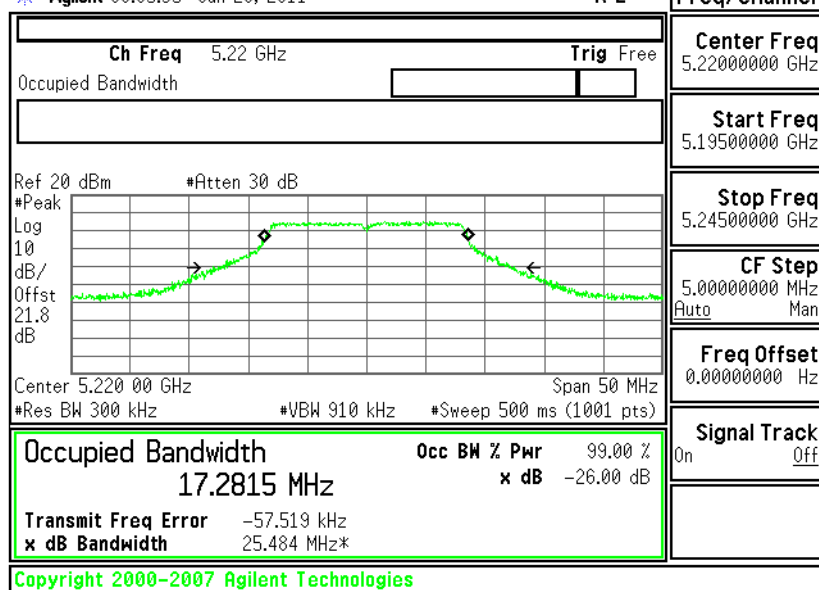 Agilent
Freq/Channel
Ch Freq 5.22 GHz Trig Free
Occupied Bandwidth
Center Freq
5.22000000 GHz
Start Freq
5.19500000 GHz
Stop Freq
5.24500000 GHz
CF Step
5.00000000 MHz
Auto Man
Freq Offset
0.00000000 Hz
Signal Track
On Off
Ref 20 dBm #Atten 30 dB
#Peak
Log
10
dB/
Offst
21.8
dB
Center 5.220 00 GHz Span 50 MHz
#Res BW 300 kHz #VBW 910 kHz #Sweep 500 ms (1001 pts)
Occupied Bandwidth
17.2815 MHz
Occ BW % Pwr 99.00 %
x dB -26.00 dB
Transmit Freq Error -57.519 kHz
x dB Bandwidth 25.484 MHz*
Copyright 2000-2007 Agilent Technologies